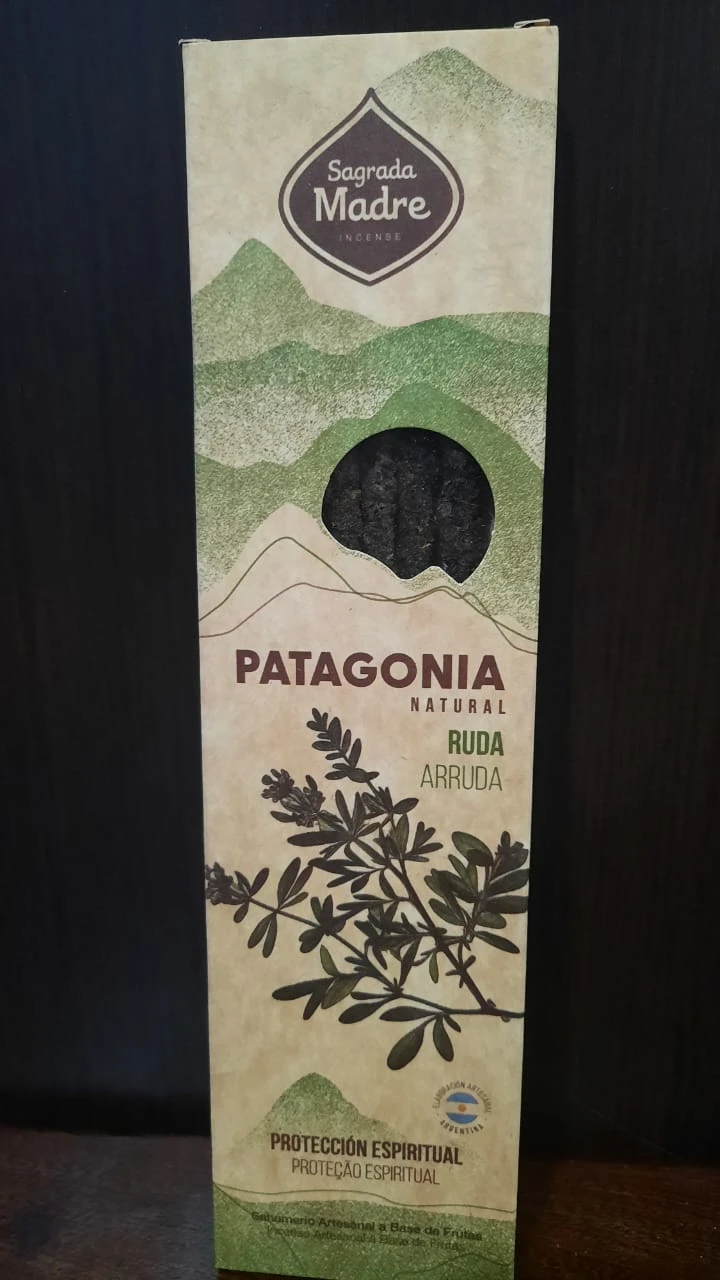 Sagrada
Madre
INCENSE
PATAGONIA
NATURAL
RUDA
ARRUDA
ELABORACIÓN ARTESANAL
ARGENTINA
PROTECCIÓN ESPIRITUAL
PROTEÇÃO ESPIRITUAL
Sahumerio Artesanal a Base de Frutas
Incenso Artesanal à Base de Frutas